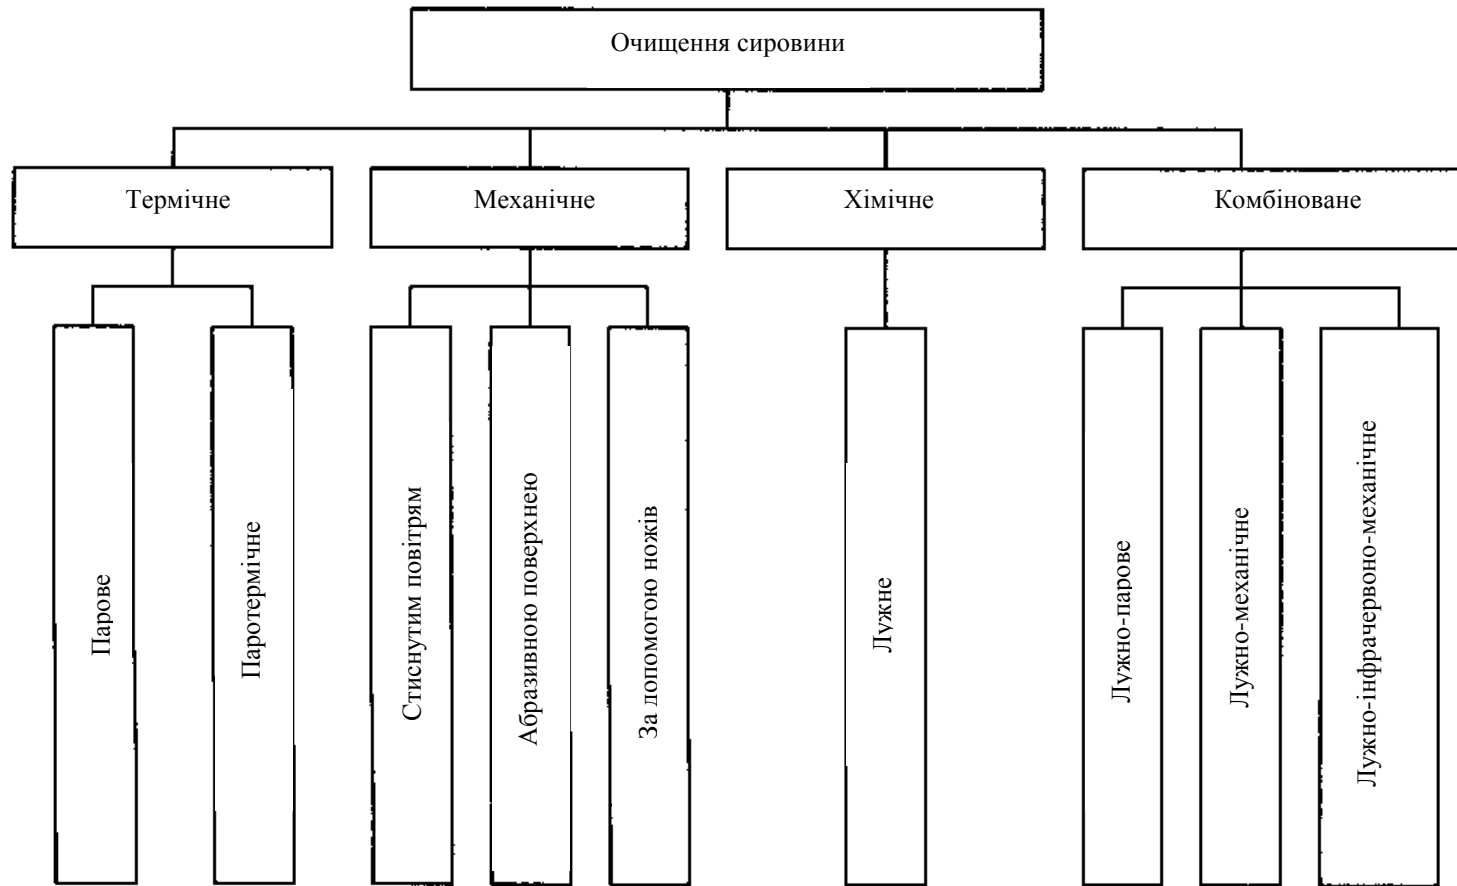 Очищення сировини
Термічне
Механічне
Хімічне
Комбіноване
Парове
Паротермічне
Стиснутим повітрям
Абразивною поверхнею
За допомогою ножів
Лужне
Лужно-парове
Лужно-механічне
Лужно-інфрачервоно-механічне